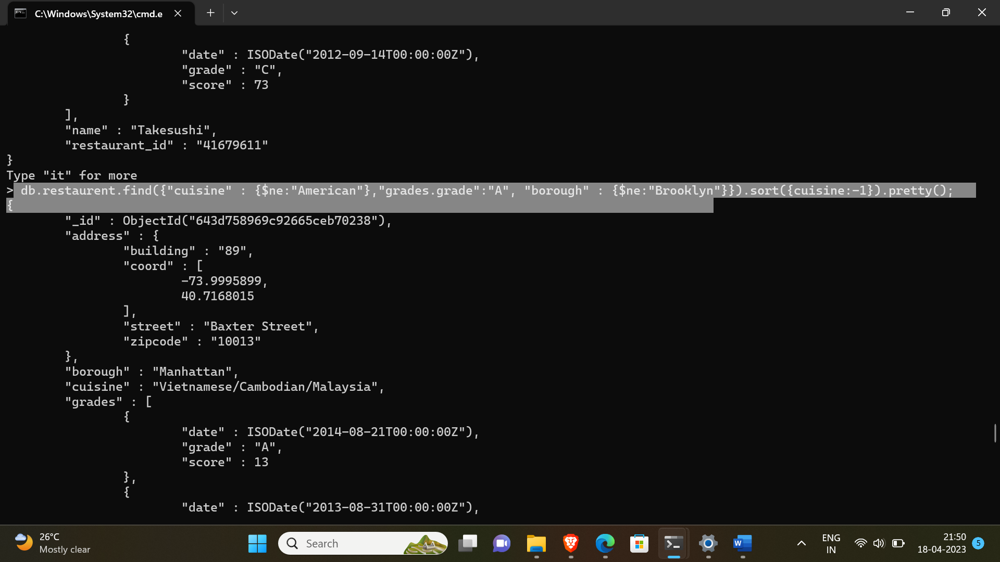 C:\Windows\System32\cmd.e
{
"date" : ISODate("2012-09-14T00:00:00Z"),
"grade" : "C",
"score" : 73
}
],
"name" : "Takesushi",
"restaurant_id" : "41679611"
}
Type "it" for more
> db.restaurent.find({"cuisine" : {$ne:"American"},"grades.grade":"A", "borough" : {$ne:"Brooklyn"}}).sort({cuisine:-1}).pretty();
{
"_id" : ObjectId("643d758969c92665ceb70238"),
"address" : {
"building" : "89",
"coord" : [
-73.9995899,
40.7168015
],
"street" : "Baxter Street",
"zipcode" : "10013"
},
"borough" : "Manhattan",
"cuisine" : "Vietnamese/Cambodian/Malaysia",
"grades" : [
{
"date" : ISODate("2014-08-21T00:00:00Z"),
"grade" : "A",
"score" : 13
},
{
"date" : ISODate("2013-08-31T00:00:00Z"),
26°C
Mostly clear
Search
W
ENG
IN
21:50
18-04-2023
5